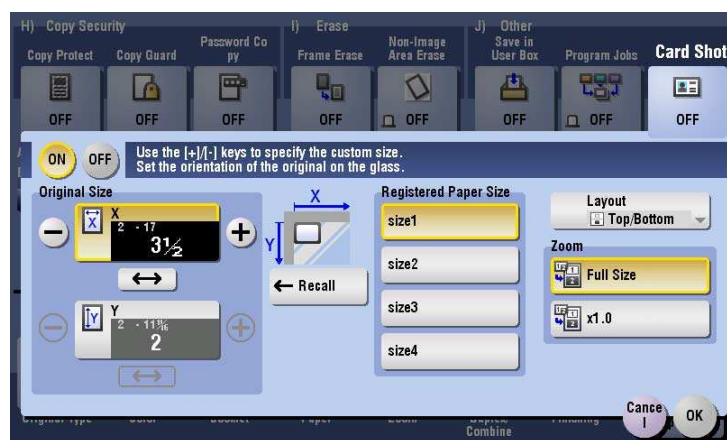 H) Copy Security
I) Erase
J) Other
Copy Protect
Copy Guard
Password Co
py
Frame Erase
Non-Image
Area Erase
Save in
User Box
Program Jobs
Card Shot
OFF
OFF
OFF
OFF
OFF
OFF
OFF
OFF
ON
OFF
Use the [+]/[-] keys to specify the custom size.
Set the orientation of the original on the glass.
Original Size
X
X
2 - 17
3½
Y
Y
2 - 11 11/16
2
X
Y
Recall
Registered Paper Size
size1
size2
size3
size4
Layout
Top/Bottom
Zoom
Full Size
x1.0
Cance
l
OK
Original Type
Color
Booklet
Paper
Zoom
Duplex/
Combine
Finishing